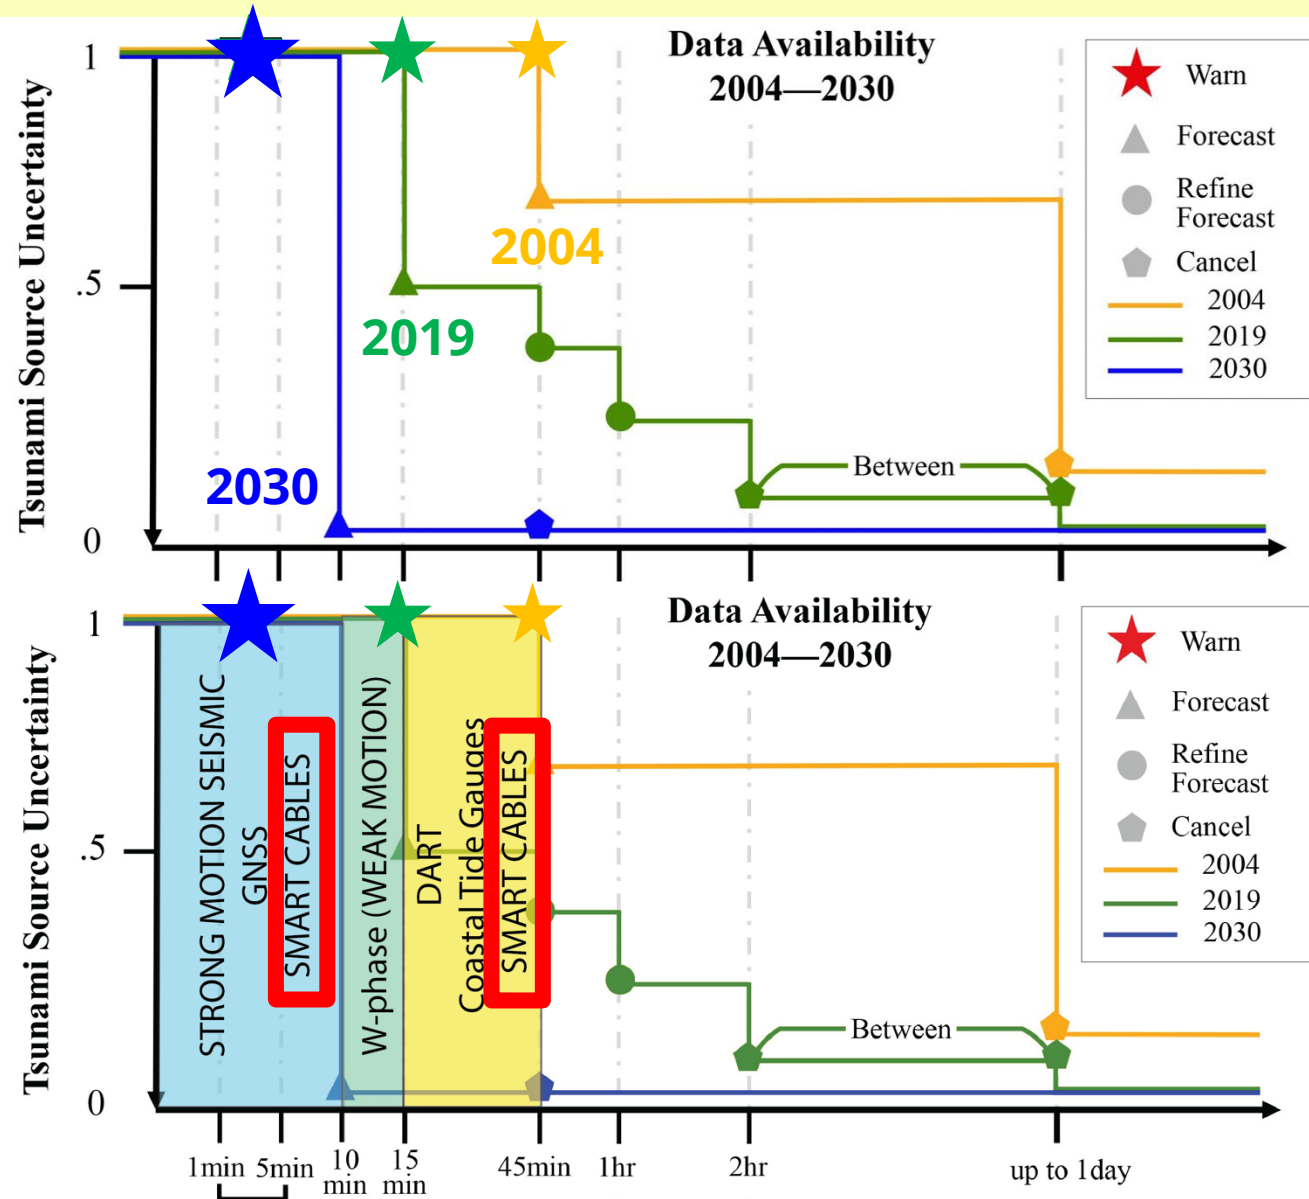 Data Availability
2004—2030
Tsunami Source Uncertainty
1
.5
0
2004
2019
2030
Between
Warn
Forecast
Refine
Forecast
Cancel
2004
2019
2030
Data Availability
2004—2030
Tsunami Source Uncertainty
1
.5
0
STRONG MOTION SEISMIC
GNSS
SMART CABLES
W-phase (WEAK MOTION)
DART
Coastal Tide Gauges
SMART CABLES
Between
Warn
Forecast
Refine
Forecast
Cancel
2004
2019
2030
1min
5min
10
min
15
min
45min
1hr
2hr
up to 1day